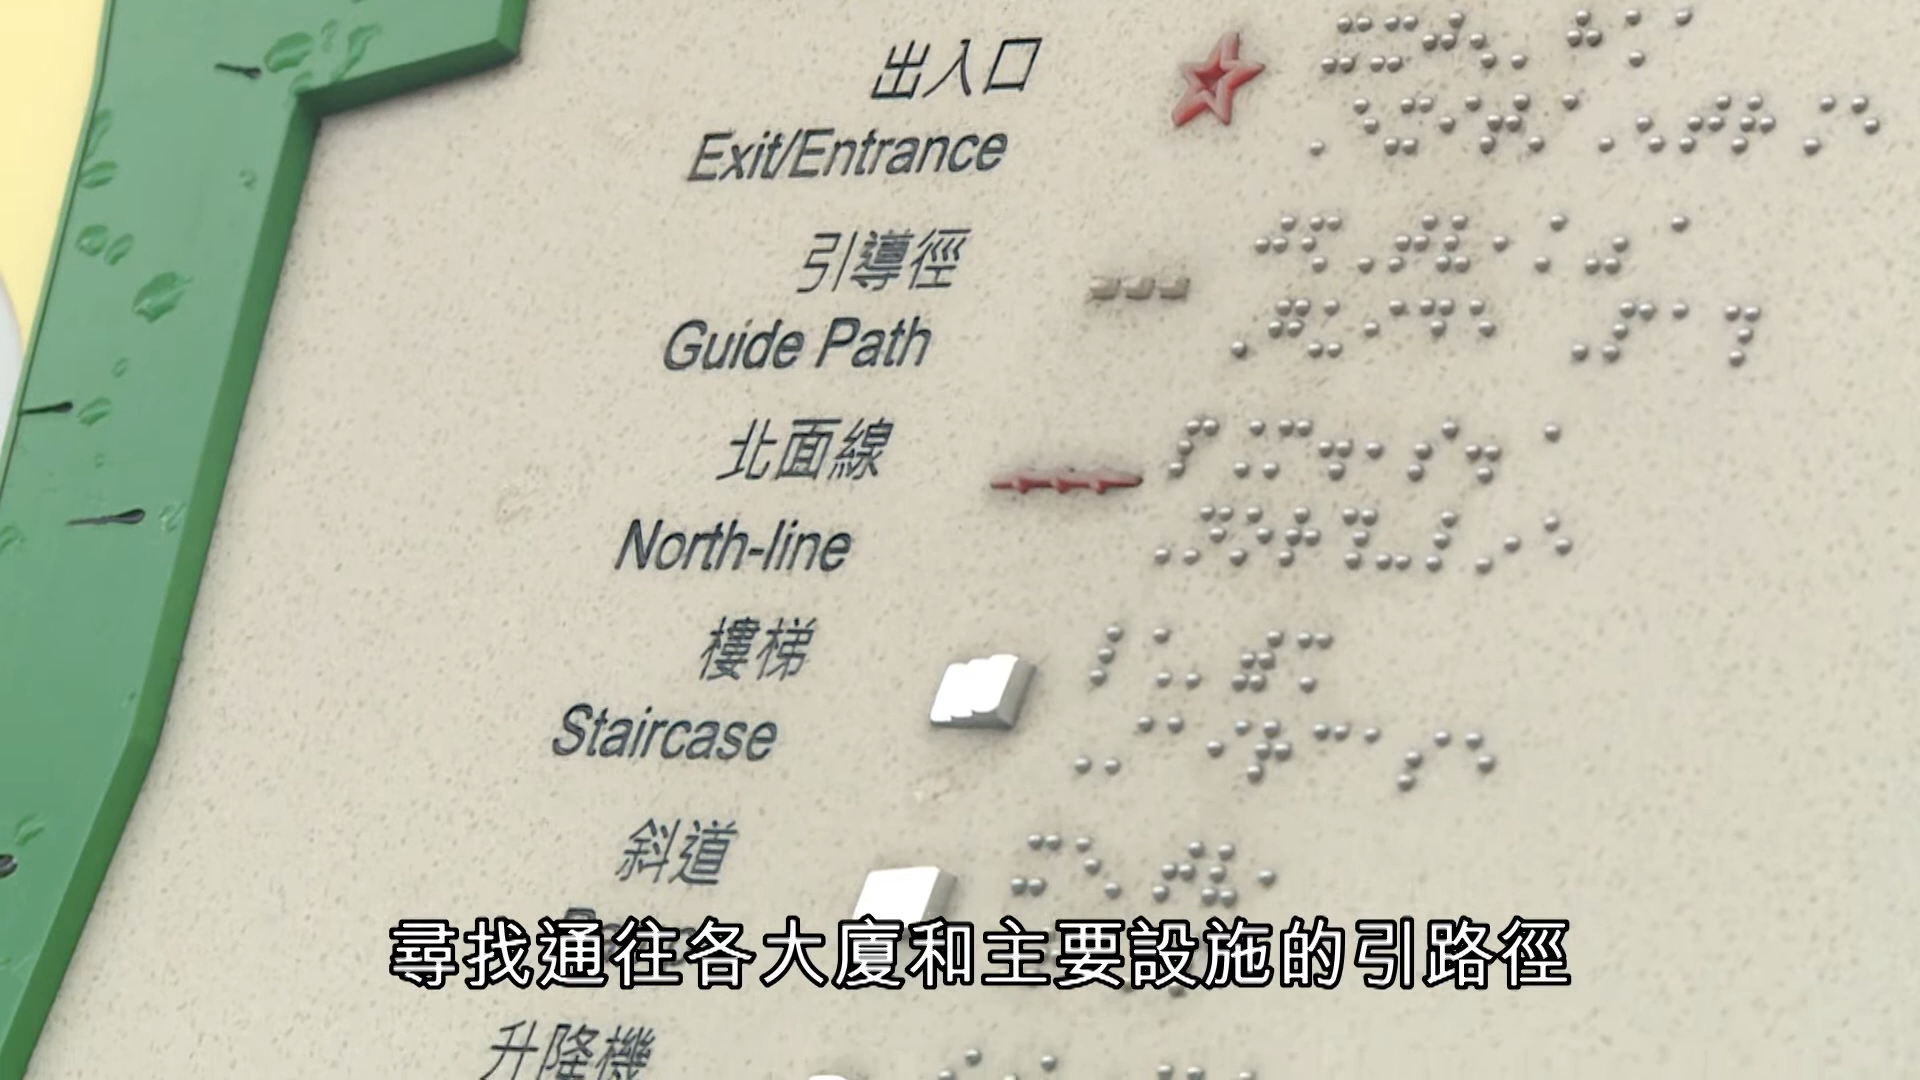 出入口
Exit/Entrance
引導徑
Guide Path
北面線
North-line
樓梯
Staircase
斜道
尋找通往各大廈和主要設施的引路徑
升降機